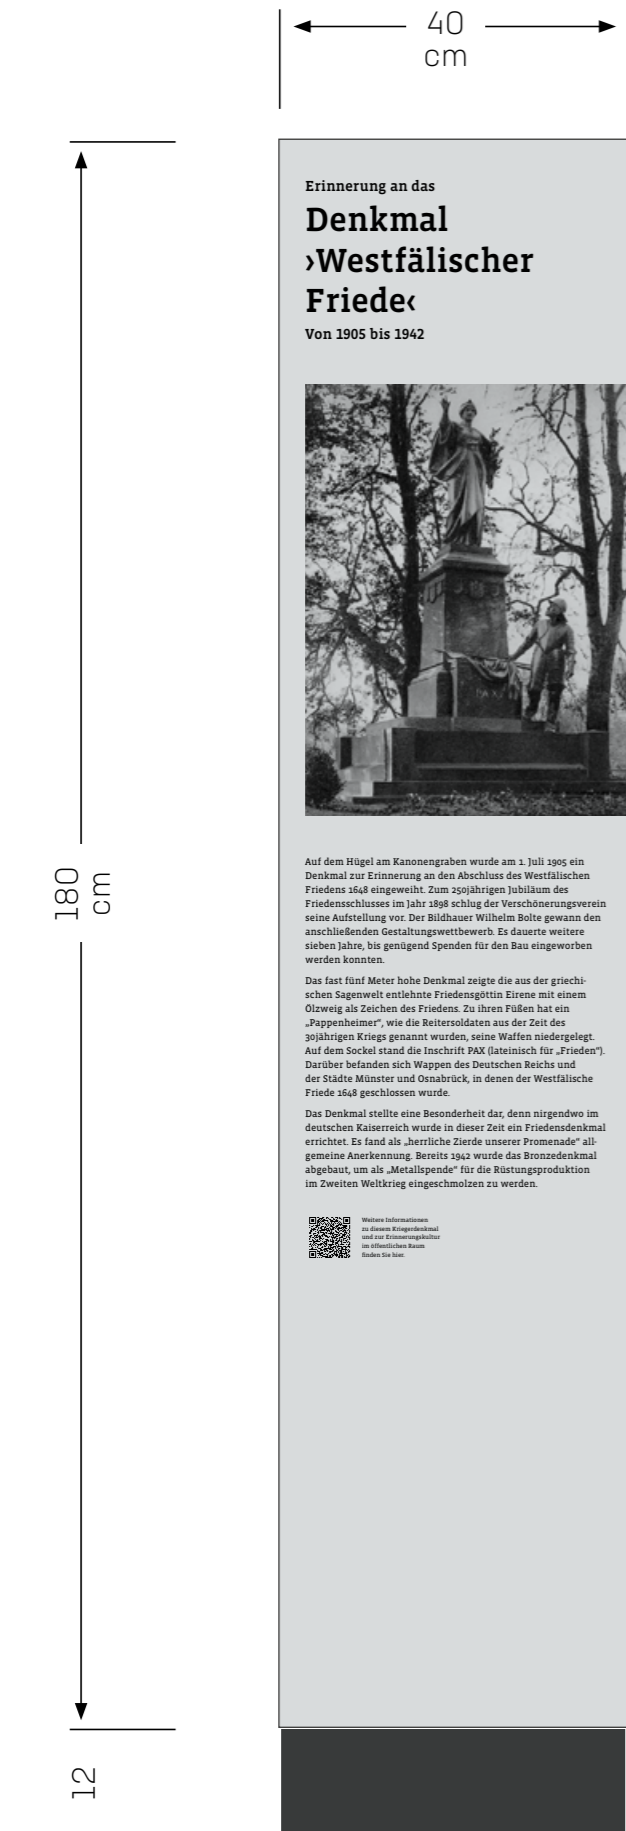 40
cm
Erinnerung an das
Denkmal
›Westfälischer
Friede‹
Von 1905 bis 1942
PAX
180
cm
Auf dem Hügel am Kanonengraben wurde am 1. Juli 1905 ein
Denkmal zur Erinnerung an den Abschluss des Westfälischen
Friedens 1648 eingeweiht. Zum 250jährigen Jubiläum des
Friedensschlusses im Jahr 1898 schlug der Verschönerungsverein
seine Aufstellung vor. Der Bildhauer Wilhelm Bolte gewann den
anschließenden Gestaltungswettbewerb. Es dauerte weitere
sieben Jahre, bis genügend Spenden für den Bau eingeworben
werden konnten.
Das fast fünf Meter hohe Denkmal zeigte die aus der griechi-
schen Sagenwelt entlehnte Friedensgöttin Eirene mit einem
Ölzweig als Zeichen des Friedens. Zu ihren Füßen hat ein
„Pappenheimer“, wie die Reitersoldaten aus der Zeit des
30jährigen Kriegs genannt wurden, seine Waffen niedergelegt.
Auf dem Sockel stand die Inschrift PAX (lateinisch für „Frieden“).
Darüber befanden sich Wappen des Deutschen Reichs und
der Städte Münster und Osnabrück, in denen der Westfälische
Friede 1648 geschlossen wurde.
Das Denkmal stellte eine Besonderheit dar, denn nirgendwo im
deutschen Kaiserreich wurde in dieser Zeit ein Friedensdenkmal
errichtet. Es fand als „herrliche Zierde unserer Promenade“ all-
gemeine Anerkennung. Bereits 1942 wurde das Bronzedenkmal
abgebaut, um als „Metallspende“ für die Rüstungsproduktion
im Zweiten Weltkrieg eingeschmolzen zu werden.
Weitere Informationen
zu diesem Kriegerdenkmal
und zur Erinnerungskultur
im öffentlichen Raum
finden Sie hier.
12